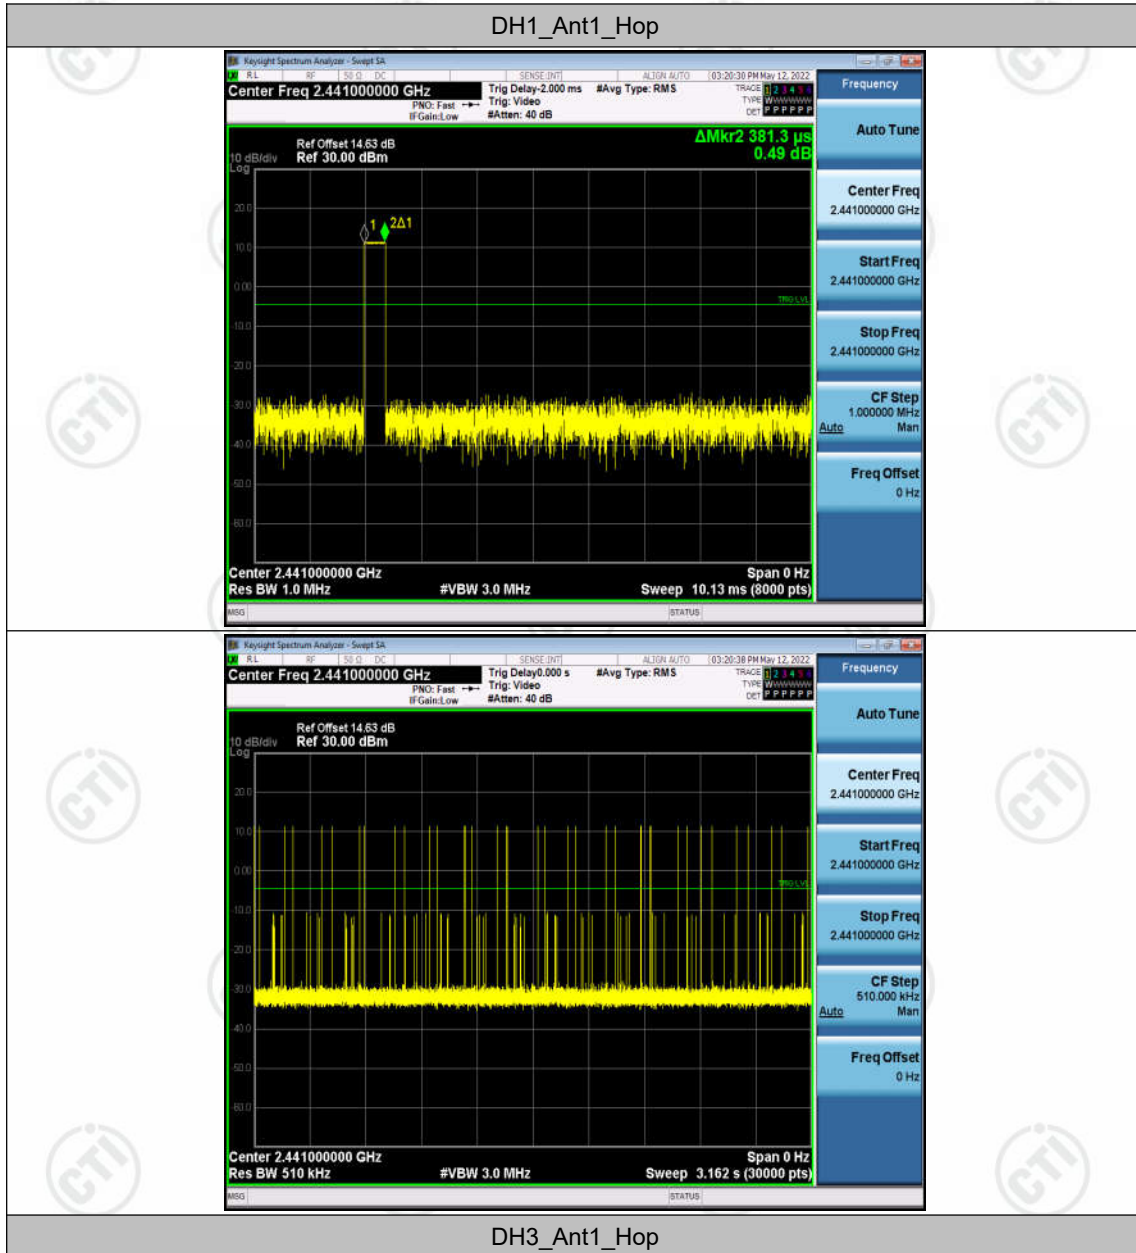 DH1_Ant1_Hop
Keysight Spectrum Analyzer - Swept SA
RL RF 50 Ω DC SENSE:INT ALIGN AUTO 03:20:30 PM May 12, 2022
Center Freq 2.441000000 GHz
PNO: Fast
IFGain:Low
Trig Delay-2.000 ms
Trig: Video
#Atten: 40 dB
#Avg Type: RMS
TRACE 1 2 3 4 5 6
TYPE WWWWWW
DET P P P P P P
Frequency
ΔMkr2 381.3 µs
0.49 dB
Ref Offset 14.63 dB
10 dB/div Ref 30.00 dBm
Log
20.0
10.0
0.00
-10.0
-20.0
-30.0
-40.0
-50.0
-60.0
1 2Δ1
TRIG LVL
Center 2.441000000 GHz Span 0 Hz
Res BW 1.0 MHz #VBW 3.0 MHz Sweep 10.13 ms (8000 pts)
MSG STATUS
Auto Tune
Center Freq
2.441000000 GHz
Start Freq
2.441000000 GHz
Stop Freq
2.441000000 GHz
CF Step
1.000000 MHz
Auto Man
Freq Offset
0 Hz
Keysight Spectrum Analyzer - Swept SA
RL RF 50 Ω DC SENSE:INT ALIGN AUTO 03:20:38 PM May 12, 2022
Center Freq 2.441000000 GHz
PNO: Fast
IFGain:Low
Trig Delay0.000 s
Trig: Video
#Atten: 40 dB
#Avg Type: RMS
TRACE 1 2 3 4 5 6
TYPE WWWWWW
DET P P P P P P
Frequency
Ref Offset 14.63 dB
10 dB/div Ref 30.00 dBm
Log
20.0
10.0
0.00
-10.0
-20.0
-30.0
-40.0
-50.0
-60.0
TRIG LVL
Center 2.441000000 GHz Span 0 Hz
Res BW 510 kHz #VBW 3.0 MHz Sweep 3.162 s (30000 pts)
MSG STATUS
Auto Tune
Center Freq
2.441000000 GHz
Start Freq
2.441000000 GHz
Stop Freq
2.441000000 GHz
CF Step
510.000 kHz
Auto Man
Freq Offset
0 Hz
DH3_Ant1_Hop
CTI
CTI
CTI
CTI
CTI
CTI